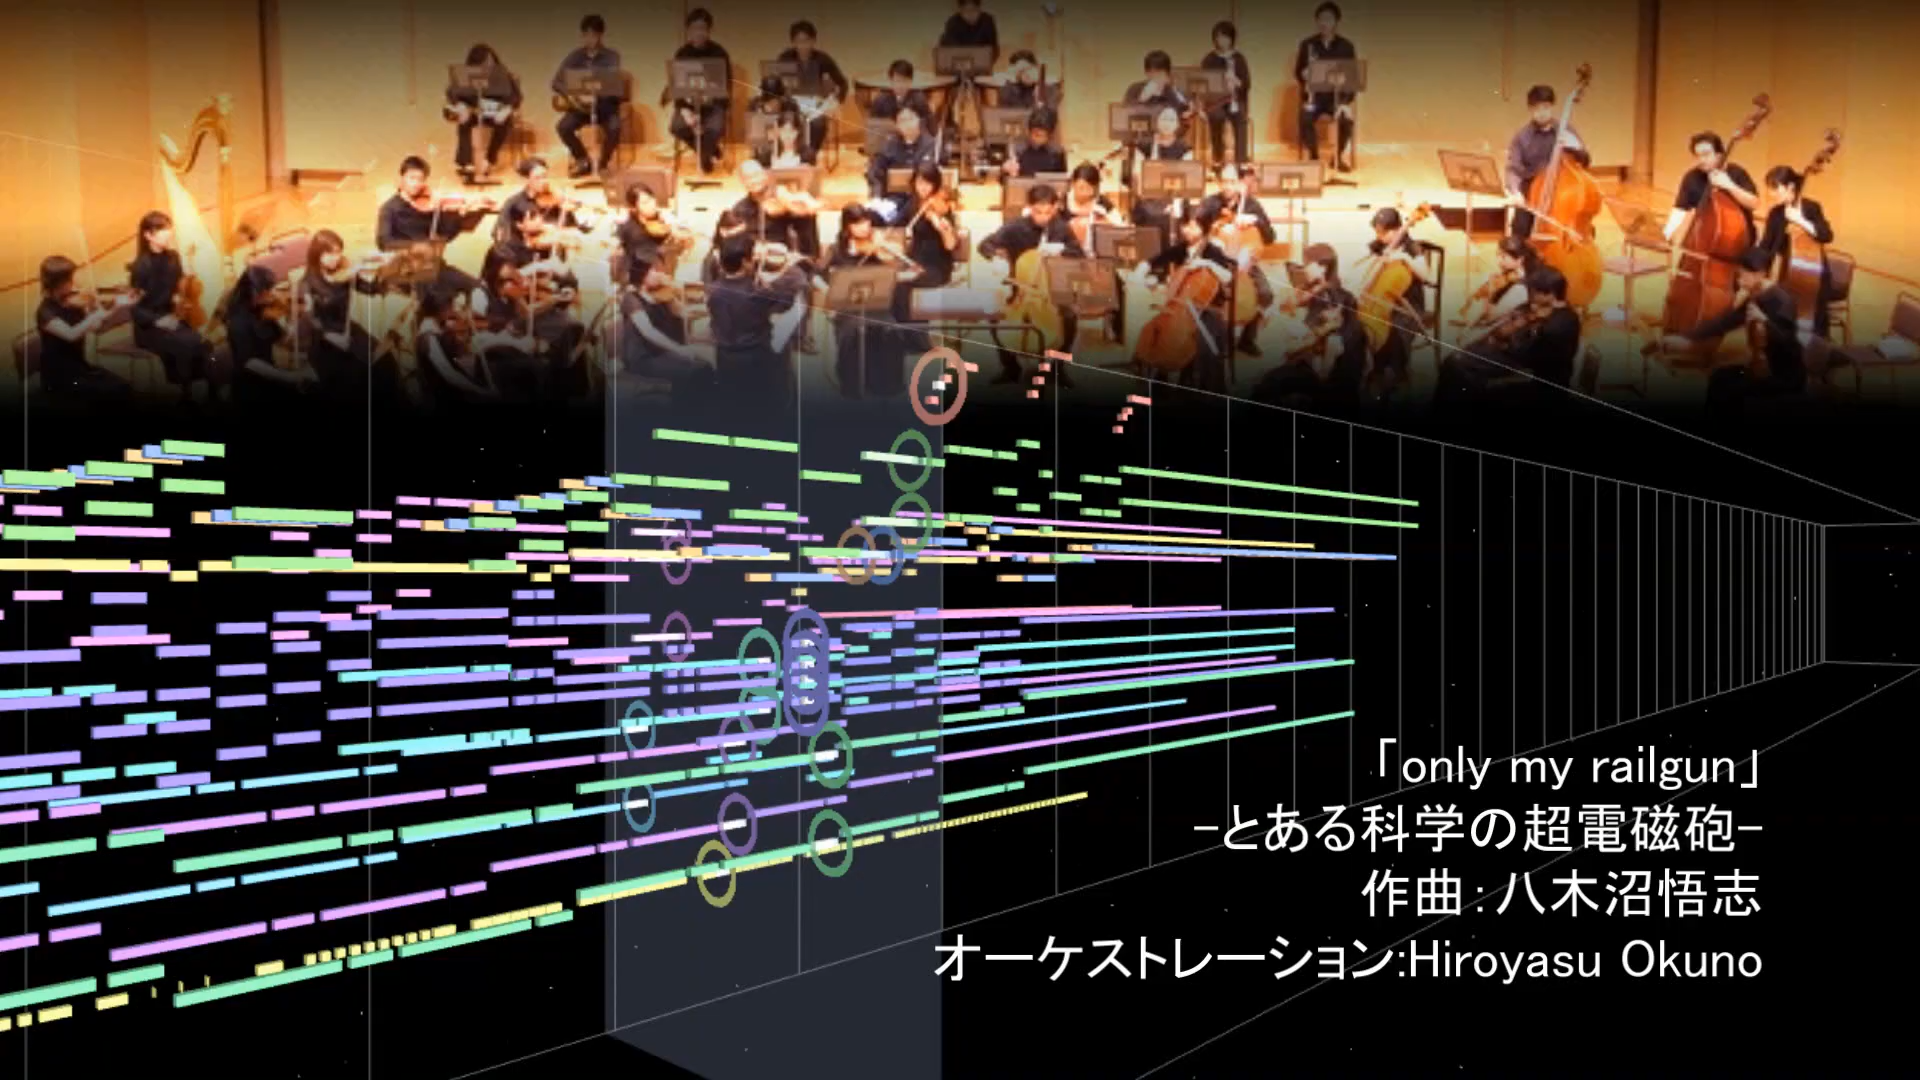 「only my railgun」
−とある科学の超電磁砲−
作曲：八木沼悟志
オーケストレーション:Hiroyasu Okuno